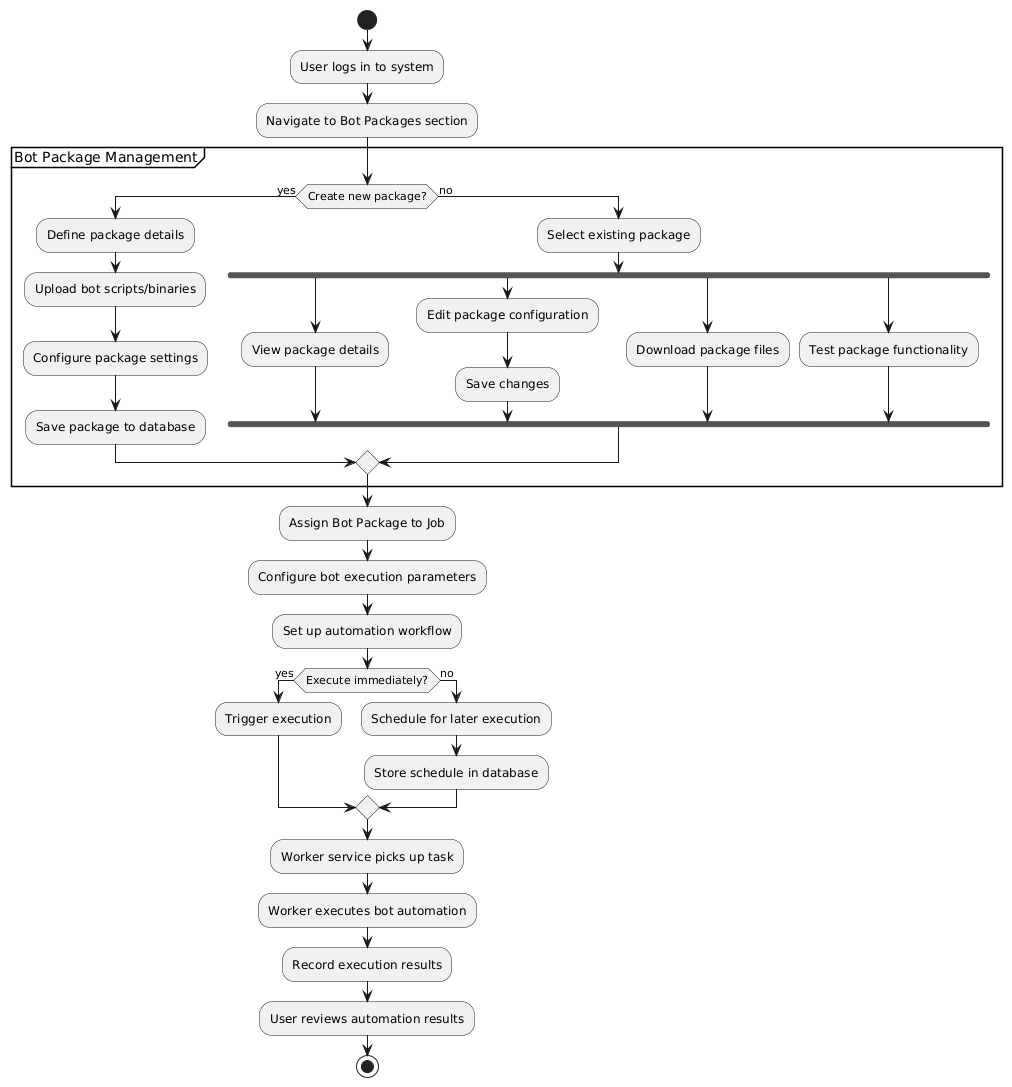 User logs in to system
Navigate to Bot Packages section
Bot Package Management
yes
Create new package?
no
Define package details
Select existing package
Upload bot scripts/binaries
Edit package configuration
View package details
Download package files
Test package functionality
Configure package settings
Save changes
Save package to database
Assign Bot Package to Job
Configure bot execution parameters
Set up automation workflow
yes
Execute immediately?
no
Trigger execution
Schedule for later execution
Store schedule in database
Worker service picks up task
Worker executes bot automation
Record execution results
User reviews automation results